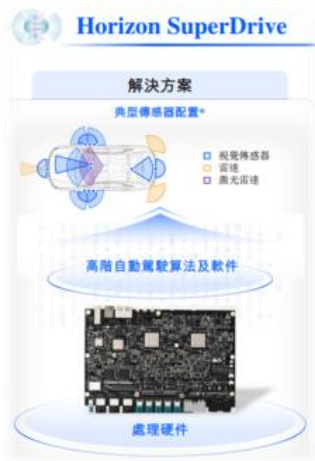 Horizon SuperDrive
解決方案
典型傳感器配置*
視覺傳感器
雷達
激光雷達
高階自動駕駛算法及軟件
處理硬件